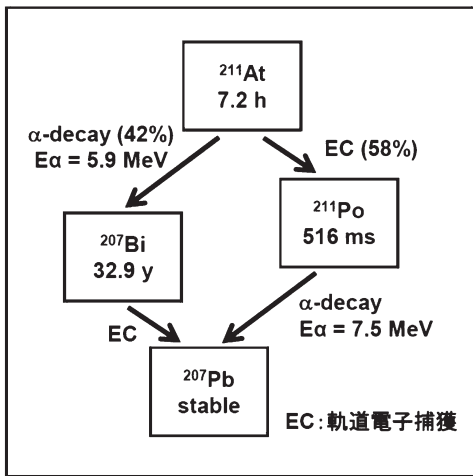 ²¹¹At
7.2 h
α-decay (42%)
Eα = 5.9 MeV
EC (58%)
²⁰⁷Bi
32.9 y
²¹¹Po
516 ms
EC
α-decay
Eα = 7.5 MeV
²⁰⁷Pb
stable
EC：軌道電子捕獲